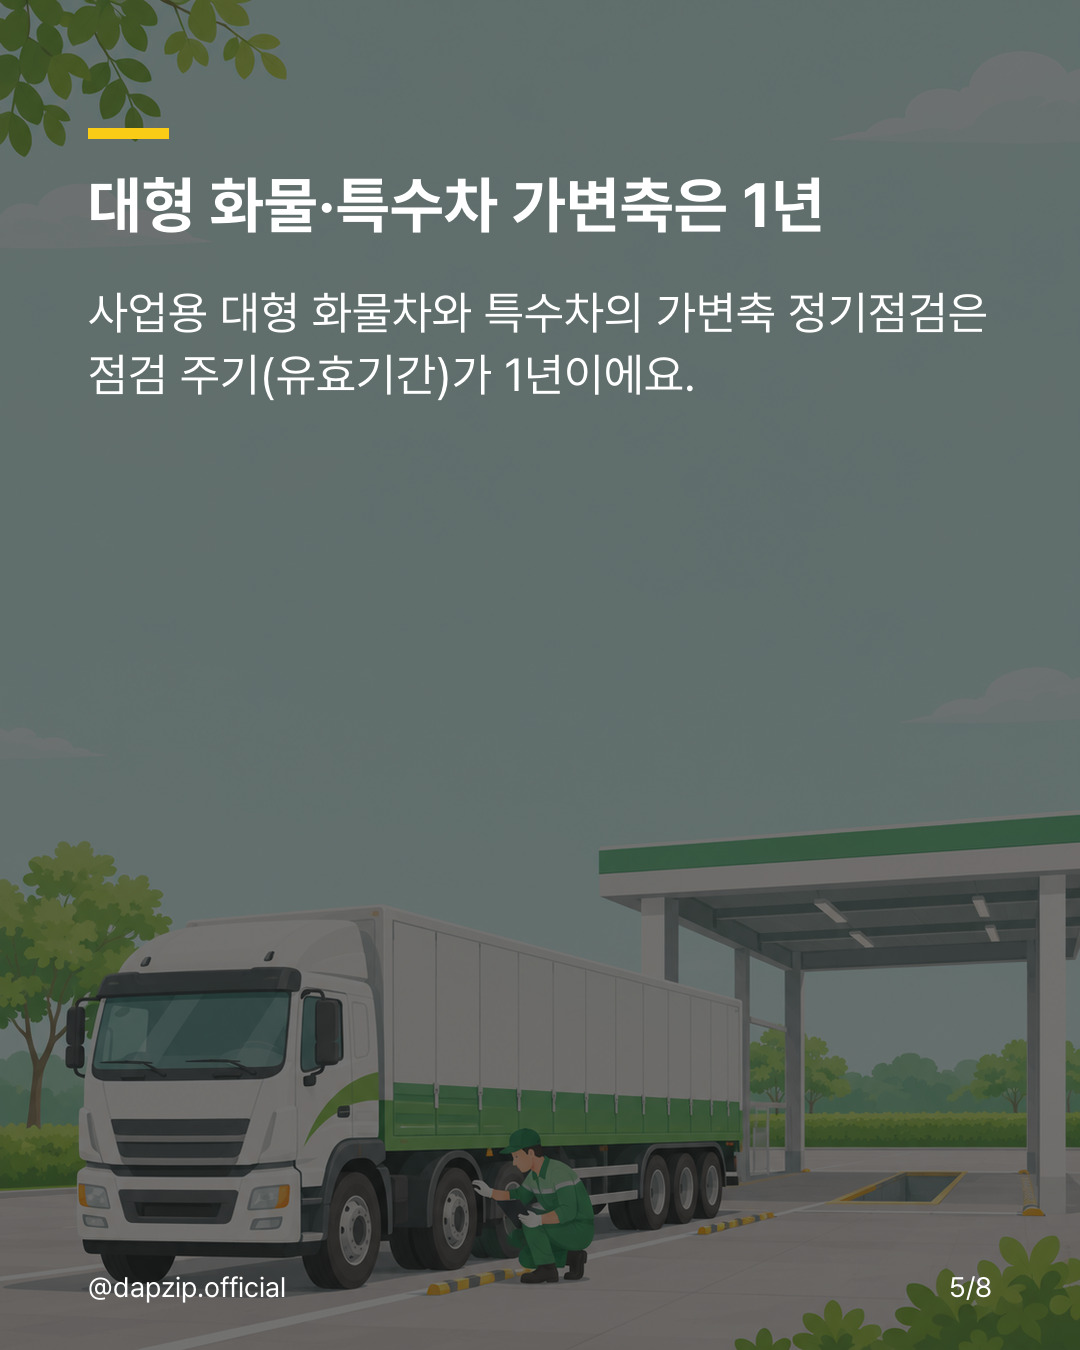 대형 화물·특수차 가변축은 1년
사업용 대형 화물차와 특수차의 가변축 정기점검은
점검 주기(유효기간)가 1년이에요.
@dapzip.official
5/8